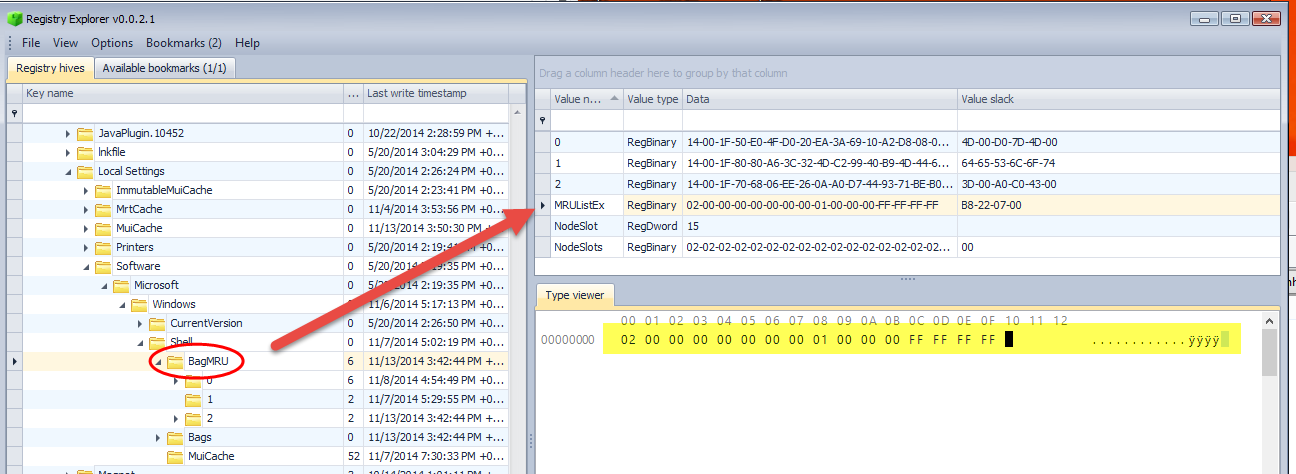 Registry Explorer v0.0.2.1
File View Options Bookmarks (2) Help
Registry hives Available bookmarks (1/1)
Key name ... Last write timestamp
JavaPlugin.10452 0 10/22/2014 2:28:59 PM +...
lnkfile 0 5/20/2014 3:04:29 PM +0...
Local Settings 0 5/20/2014 2:26:24 PM +0...
ImmutableMuiCache 0 5/20/2014 2:23:41 PM +0...
MrtCache 0 11/4/2014 3:53:56 PM +0...
MuiCache 0 11/13/2014 3:50:30 PM +0...
Printers 0 5/20/2014 2:19:41 PM +0...
Software 0 5/20/2014 2:19:35 PM +0...
Microsoft 0 2:19:35 PM +0...
Windows 11/6/2014 5:17:13 PM +0...
CurrentVersion 0 5/20/2014 2:26:50 PM +0...
Shell 0 11/7/2014 5:02:19 PM +0...
BagMRU 6 11/13/2014 3:42:44 PM +...
0 6 11/8/2014 4:54:49 PM +0...
1 2 11/7/2014 5:29:55 PM +0...
2 2 11/13/2014 3:42:44 PM +...
Bags 0 11/13/2014 3:42:44 PM +...
MuiCache 52 11/7/2014 7:30:33 PM +0...
Drag a column header here to group by that column
Value n... Value type Data Value slack
0 RegBinary 14-00-1F-50-E0-4F-D0-20-EA-3A-69-10-A2-D8-08-0... 4D-00-D0-7D-4D-00
1 RegBinary 14-00-1F-80-80-A6-3C-32-4D-C2-99-40-B9-4D-44-6... 64-65-53-6C-6F-74
2 RegBinary 14-00-1F-70-68-06-EE-26-0A-A0-D7-44-93-71-BE-B0... 3D-00-A0-C0-43-00
MRUListEx RegBinary 02-00-00-00-00-00-00-00-01-00-00-00-FF-FF-FF-FF B8-22-07-00
NodeSlot RegDword 15
NodeSlots RegBinary 02-02-02-02-02-02-02-02-02-02-02-02-02-02-02-02... 00
Type viewer
00 01 02 03 04 05 06 07 08 09 0A 0B 0C 0D 0E 0F 10 11 12
00000000 02 00 00 00 00 00 00 00 01 00 00 00 FF FF FF FF ............ÿÿÿÿ